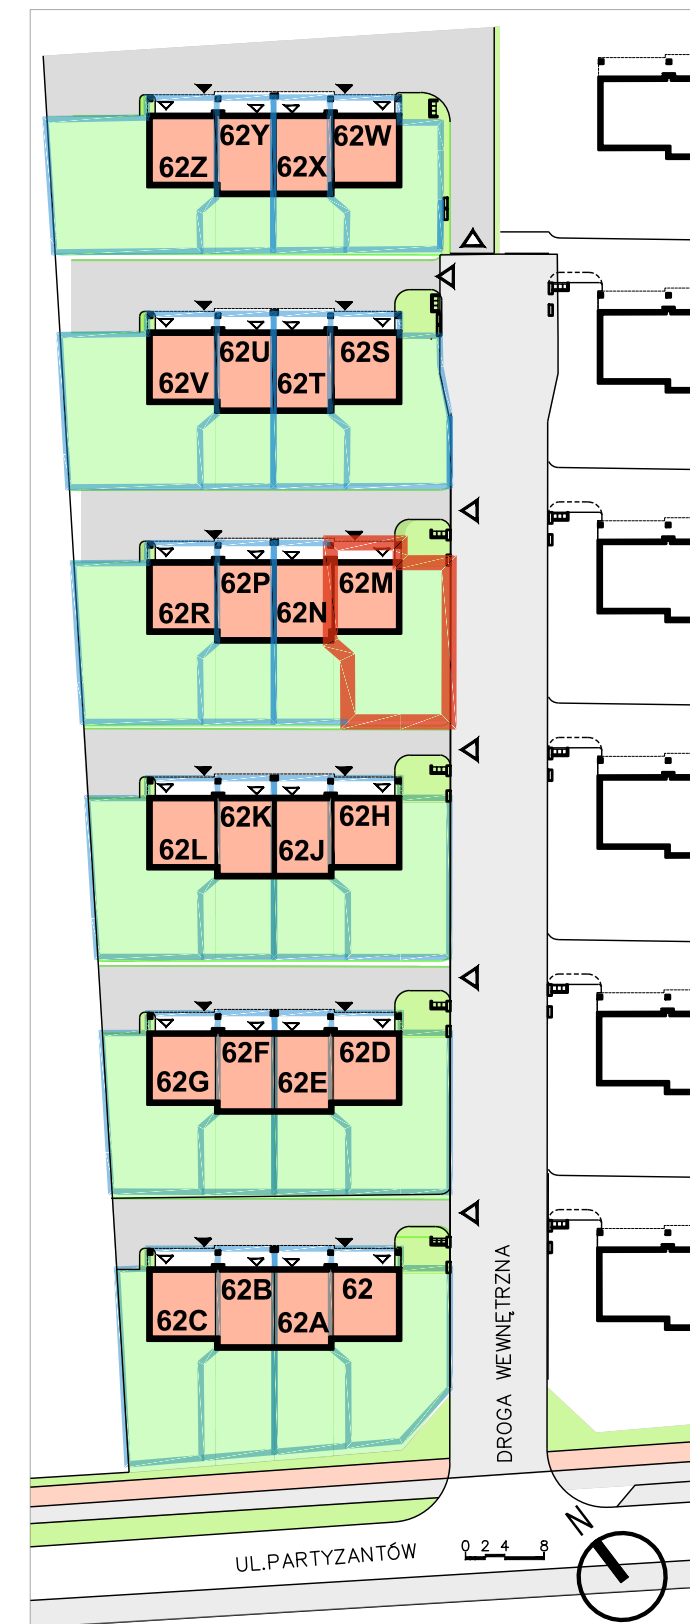 62Y 62W
62Z 62X
62U 62S
62V 62T
62P 62M
62R 62N
62K 62H
62L 62J
62F 62D
62G 62E
62B 62
62C 62A
DROGA WEWNĘTRZNA
UL.PARTYZANTÓW
0 2 4 8
N